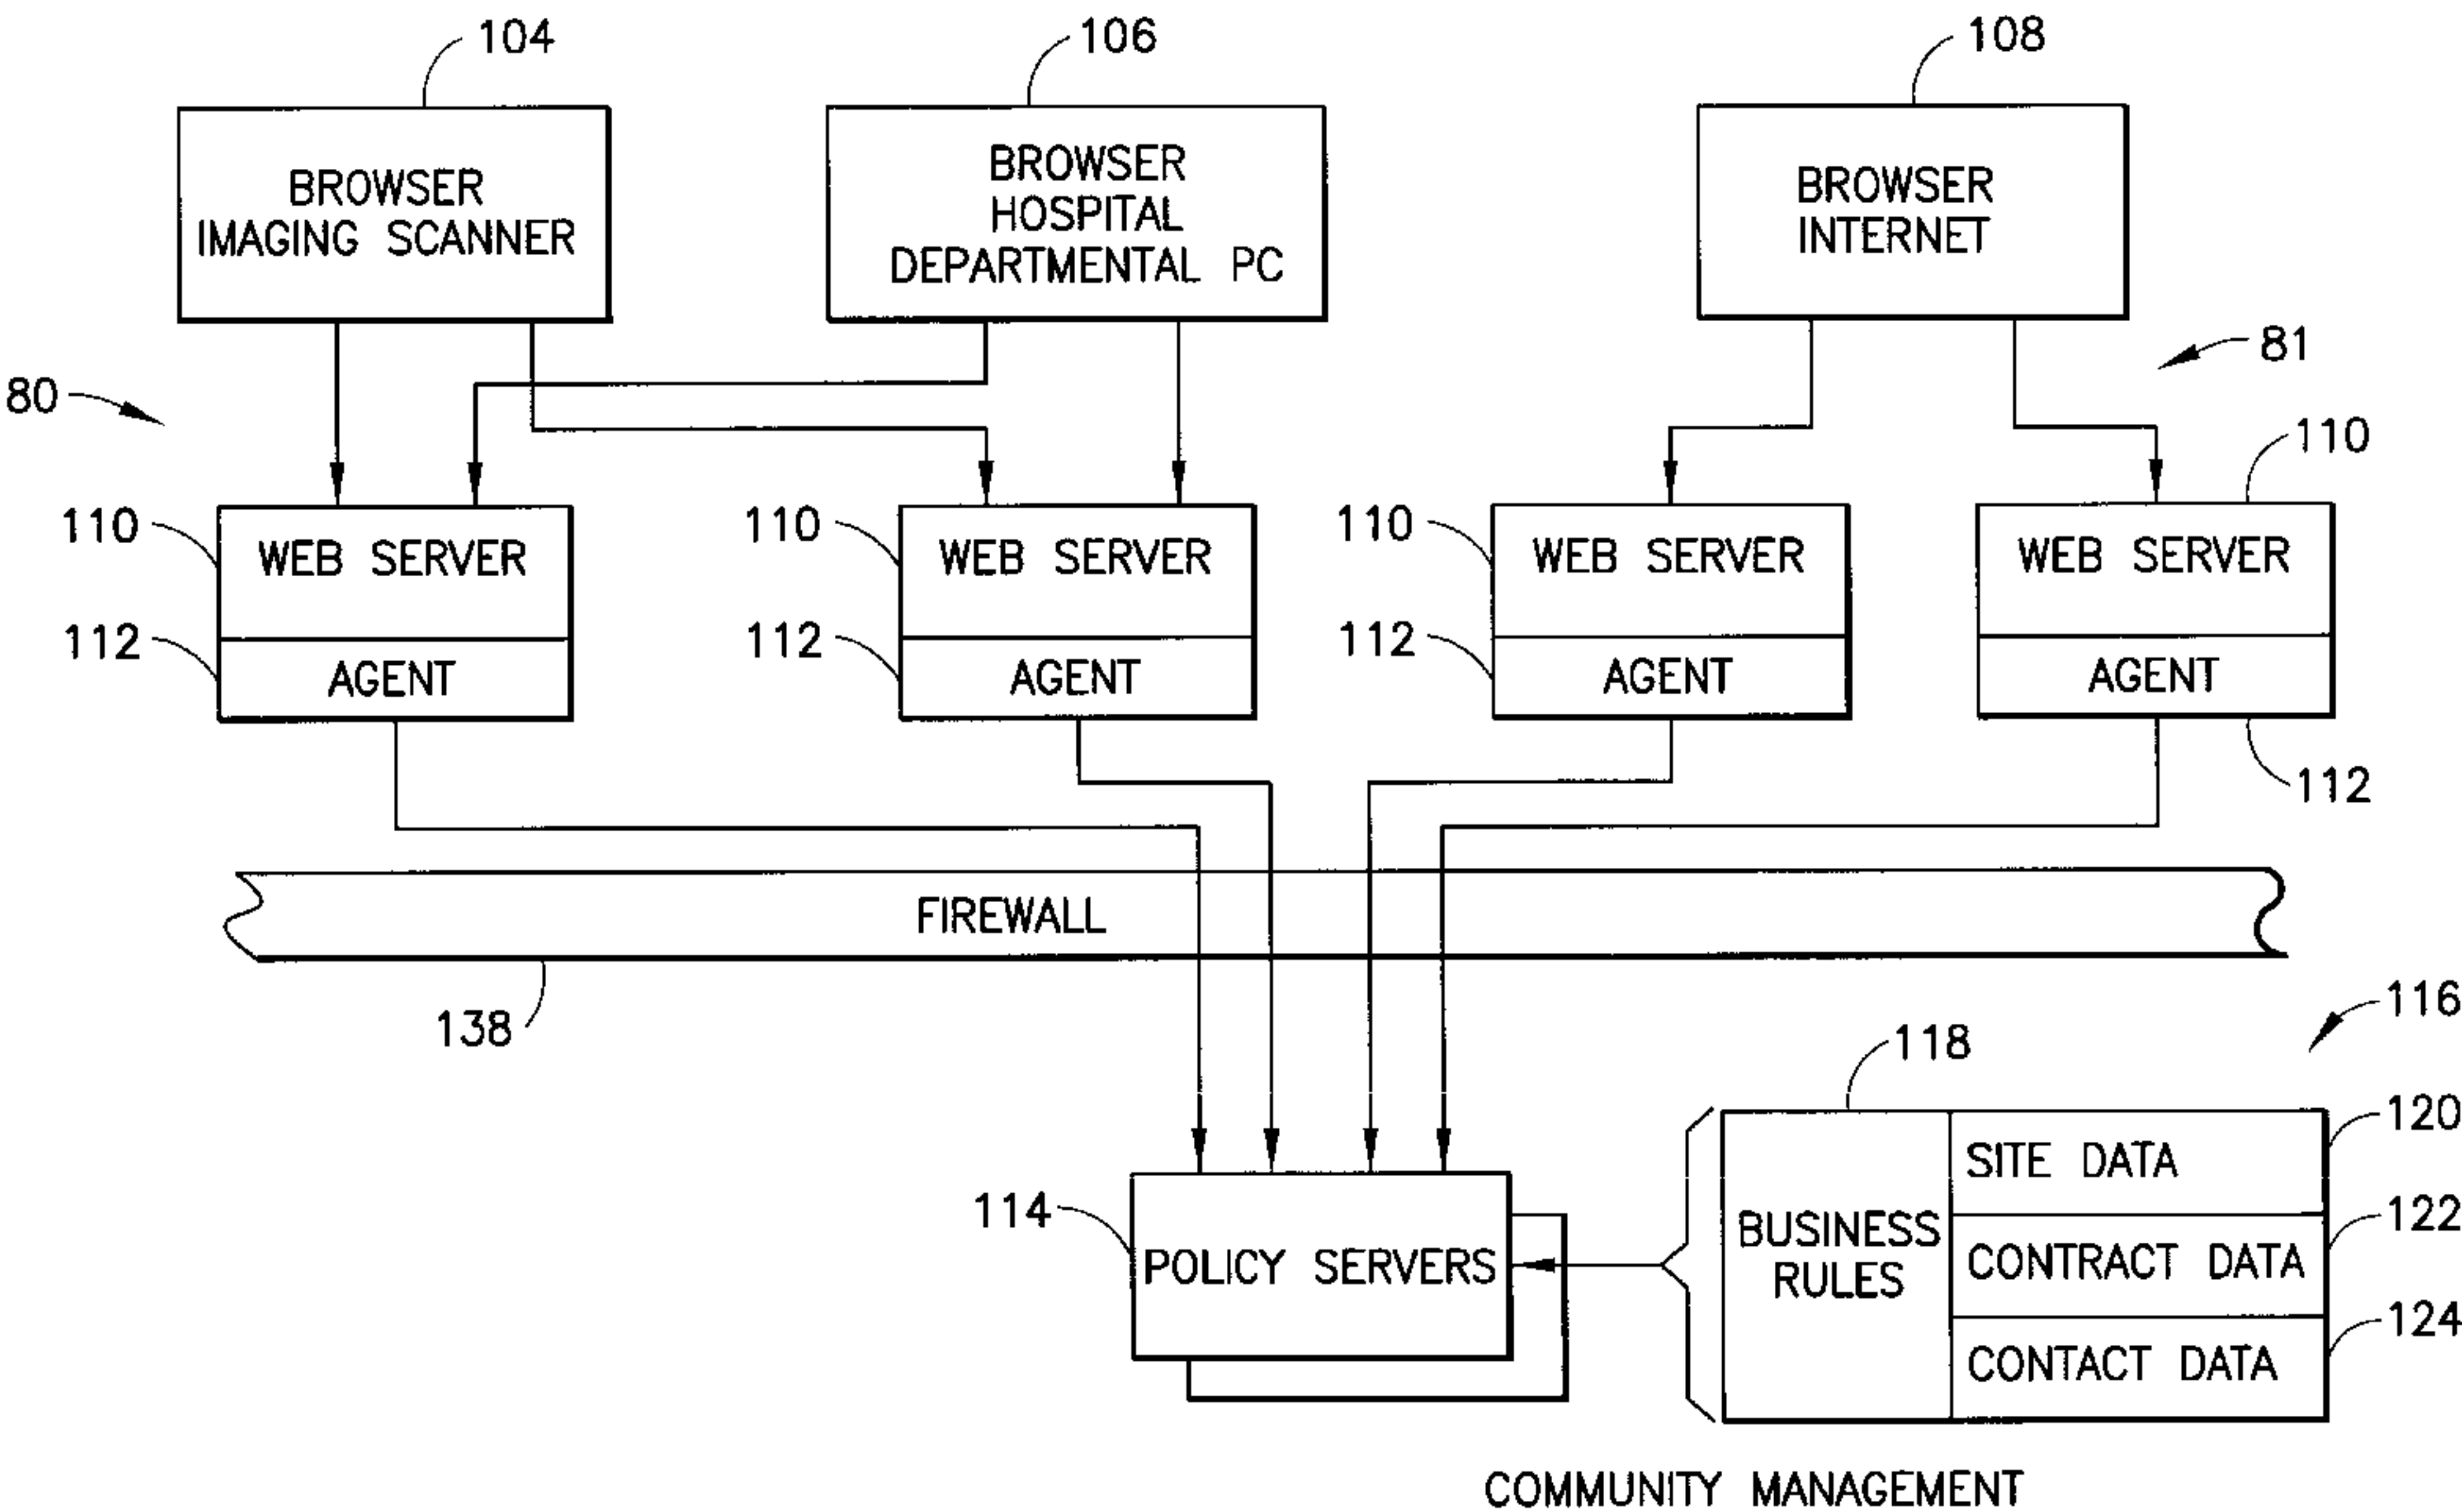 104
106
108
BROWSER
IMAGING SCANNER
BROWSER
HOSPITAL
DEPARTMENTAL PC
BROWSER
INTERNET
80
81
110
WEB SERVER
112
AGENT
110
WEB SERVER
112
AGENT
110
WEB SERVER
112
AGENT
110
WEB SERVER
AGENT
112
FIREWALL
138
116
118
120
114
POLICY SERVERS
BUSINESS
RULES
SITE DATA
122
CONTRACT DATA
124
CONTACT DATA
COMMUNITY MANAGEMENT